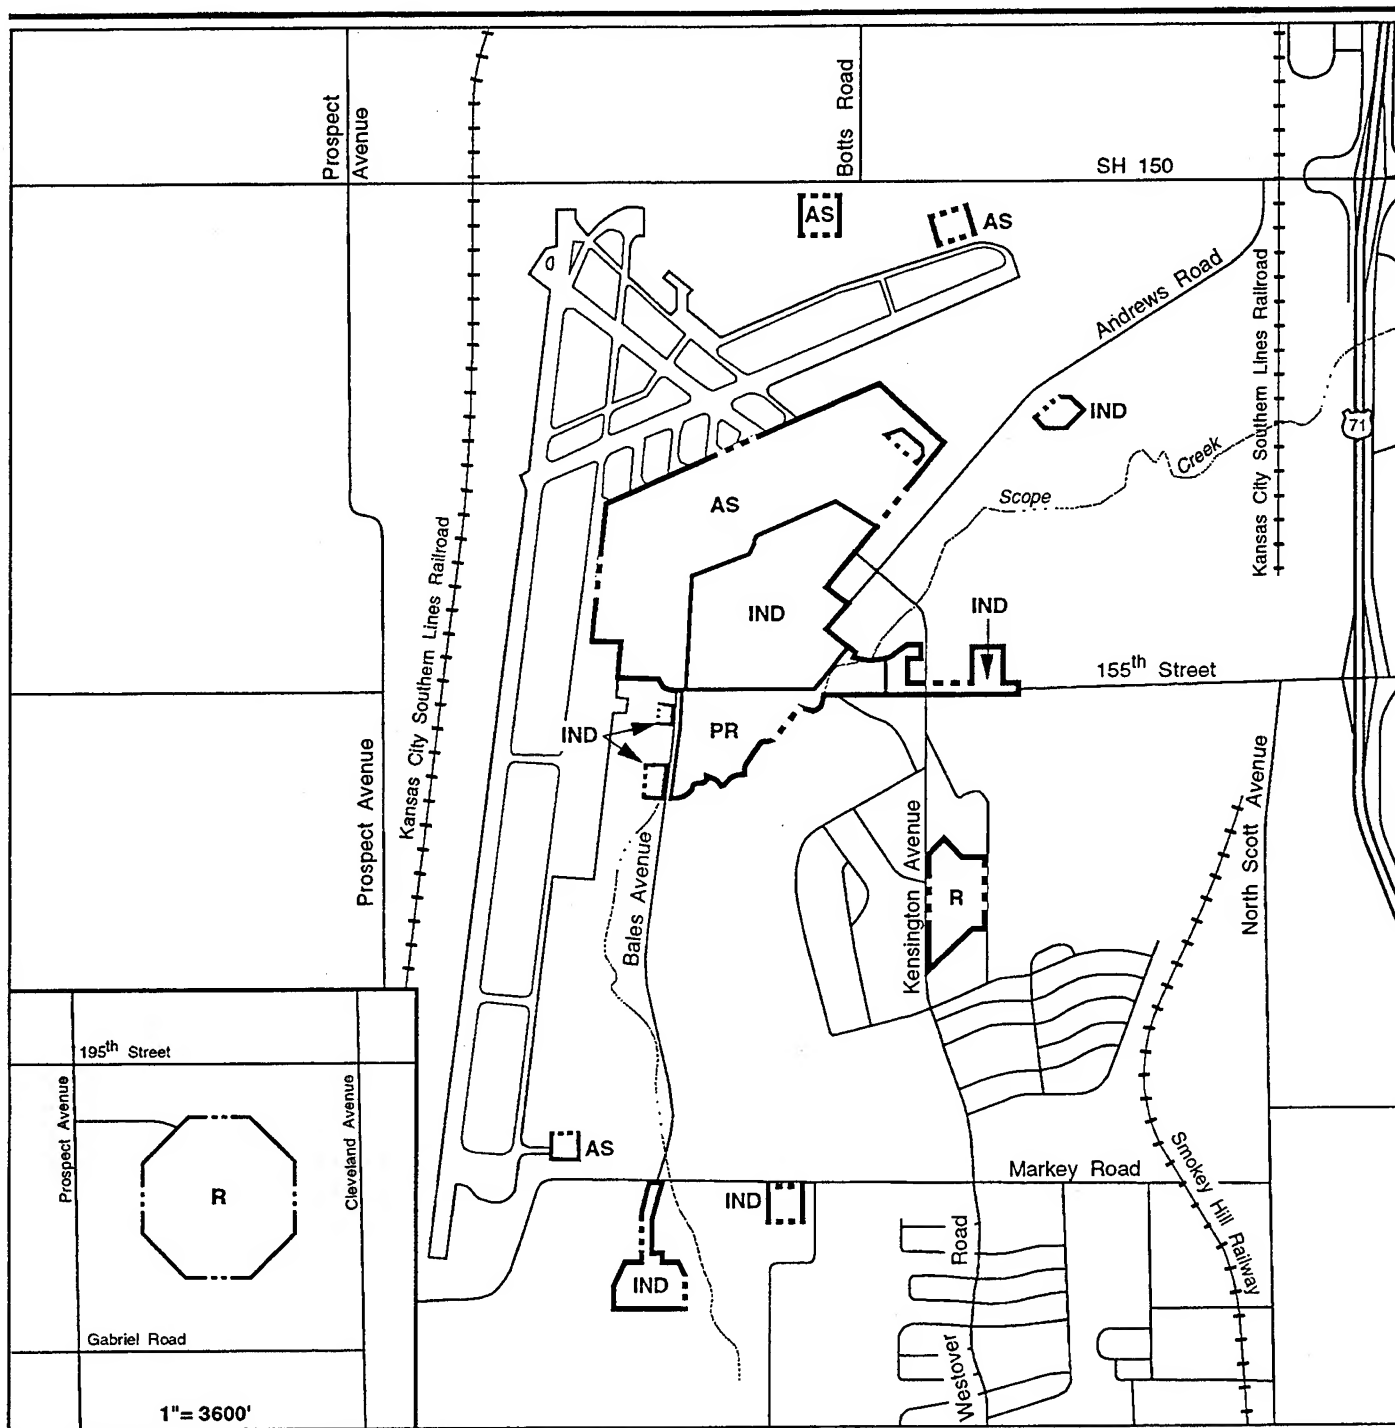 Prospect
Avenue
Botts Road
SH 150
AS
AS
Andrews Road
Kansas City Southern Lines Railroad
71
IND
Creek
Scope
AS
Kansas City Southern Lines Railroad
IND
IND
155th Street
IND
PR
Prospect Avenue
Bales Avenue
Kensington Avenue
North Scott Avenue
R
195th Street
Prospect Avenue
Cleveland Avenue
R
AS
Markey Road
IND
Smokey Hill Railway
Westover Road
IND
Gabriel Road
1"= 3600'